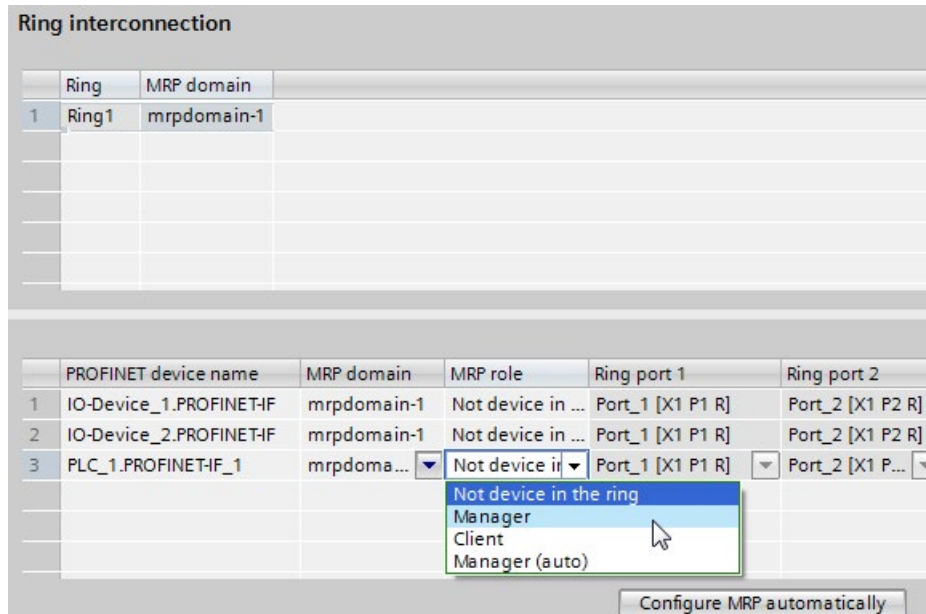 Ring interconnection
Ring MRP domain
1 Ring1 mrpdomain-1
PROFINET device name MRP domain MRP role Ring port 1 Ring port 2
1 IO-Device_1.PROFINET-IF mrpdomain-1 Not device in ... Port_1 [X1 P1 R] Port_2 [X1 P2 R]
2 IO-Device_2.PROFINET-IF mrpdomain-1 Not device in ... Port_1 [X1 P1 R] Port_2 [X1 P2 R]
3 PLC_1.PROFINET-IF_1 mrpdoma... Not device ir Port_1 [X1 P1 R] Port_2 [X1 P...
Not device in the ring
Manager
Client
Manager (auto)
Configure MRP automatically